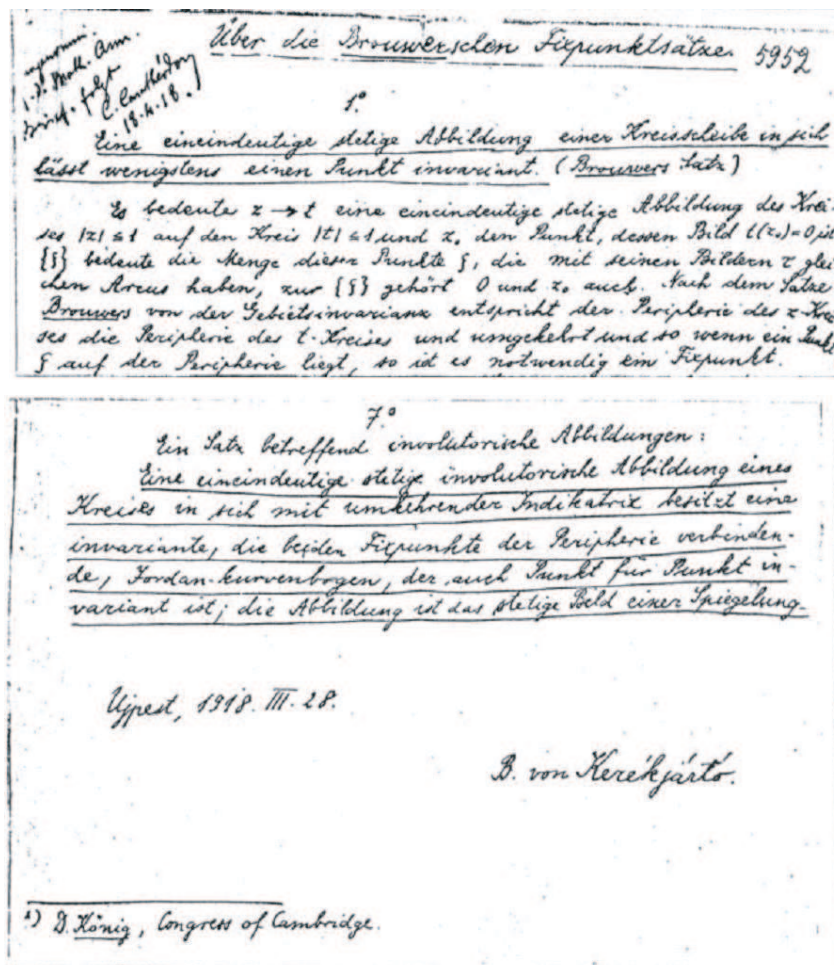 angenommen.
f. d. Math. Ann.
Brief folgt.
C. Carathéodory
18.4.18.
Über die Brouwerschen Fixpunktsätze. 5952
1.°
Eine eineindeutige stetige Abbildung einer Kreisscheibe in sich
lässt wenigstens einen Punkt invariant. (Brouwers Satz)
Es bedeute z → t eine eineindeutige stetige Abbildung des Krei-
ses |z| ≤ 1 auf den Kreis |t| ≤ 1 und z₀ den Punkt, dessen Bild t(z₀)=0 ist
{ζ} bedeute die Menge dieser Punkte ζ, die mit seinen Bildern τ glei-
chen Arcus haben, zur {ζ} gehört 0 und z₀ auch. Nach dem Satze
Brouwers von der Gebietsinvarianz entspricht der Peripherie des z-Krei-
ses die Peripherie des t-Kreises und umgekehrt und so wenn ein Punkt
ζ auf der Peripherie liegt, so ist es notwendig ein Fixpunkt.
7.°
Ein Satz betreffend involutorische Abbildungen:
Eine eineindeutige stetige involutorische Abbildung eines
Kreises in sich mit umkehrender Indikatrix besitzt eine
invariante, die beiden Fixpunkte der Peripherie verbinden-
de, Jordan-kurvenbogen, der auch Punkt für Punkt in-
variant ist; die Abbildung ist das stetige Bild einer Spiegelung.
Ujpest, 1918. III. 28.
B. von Kerékjártó.
¹) D. König, Congress of Cambridge.